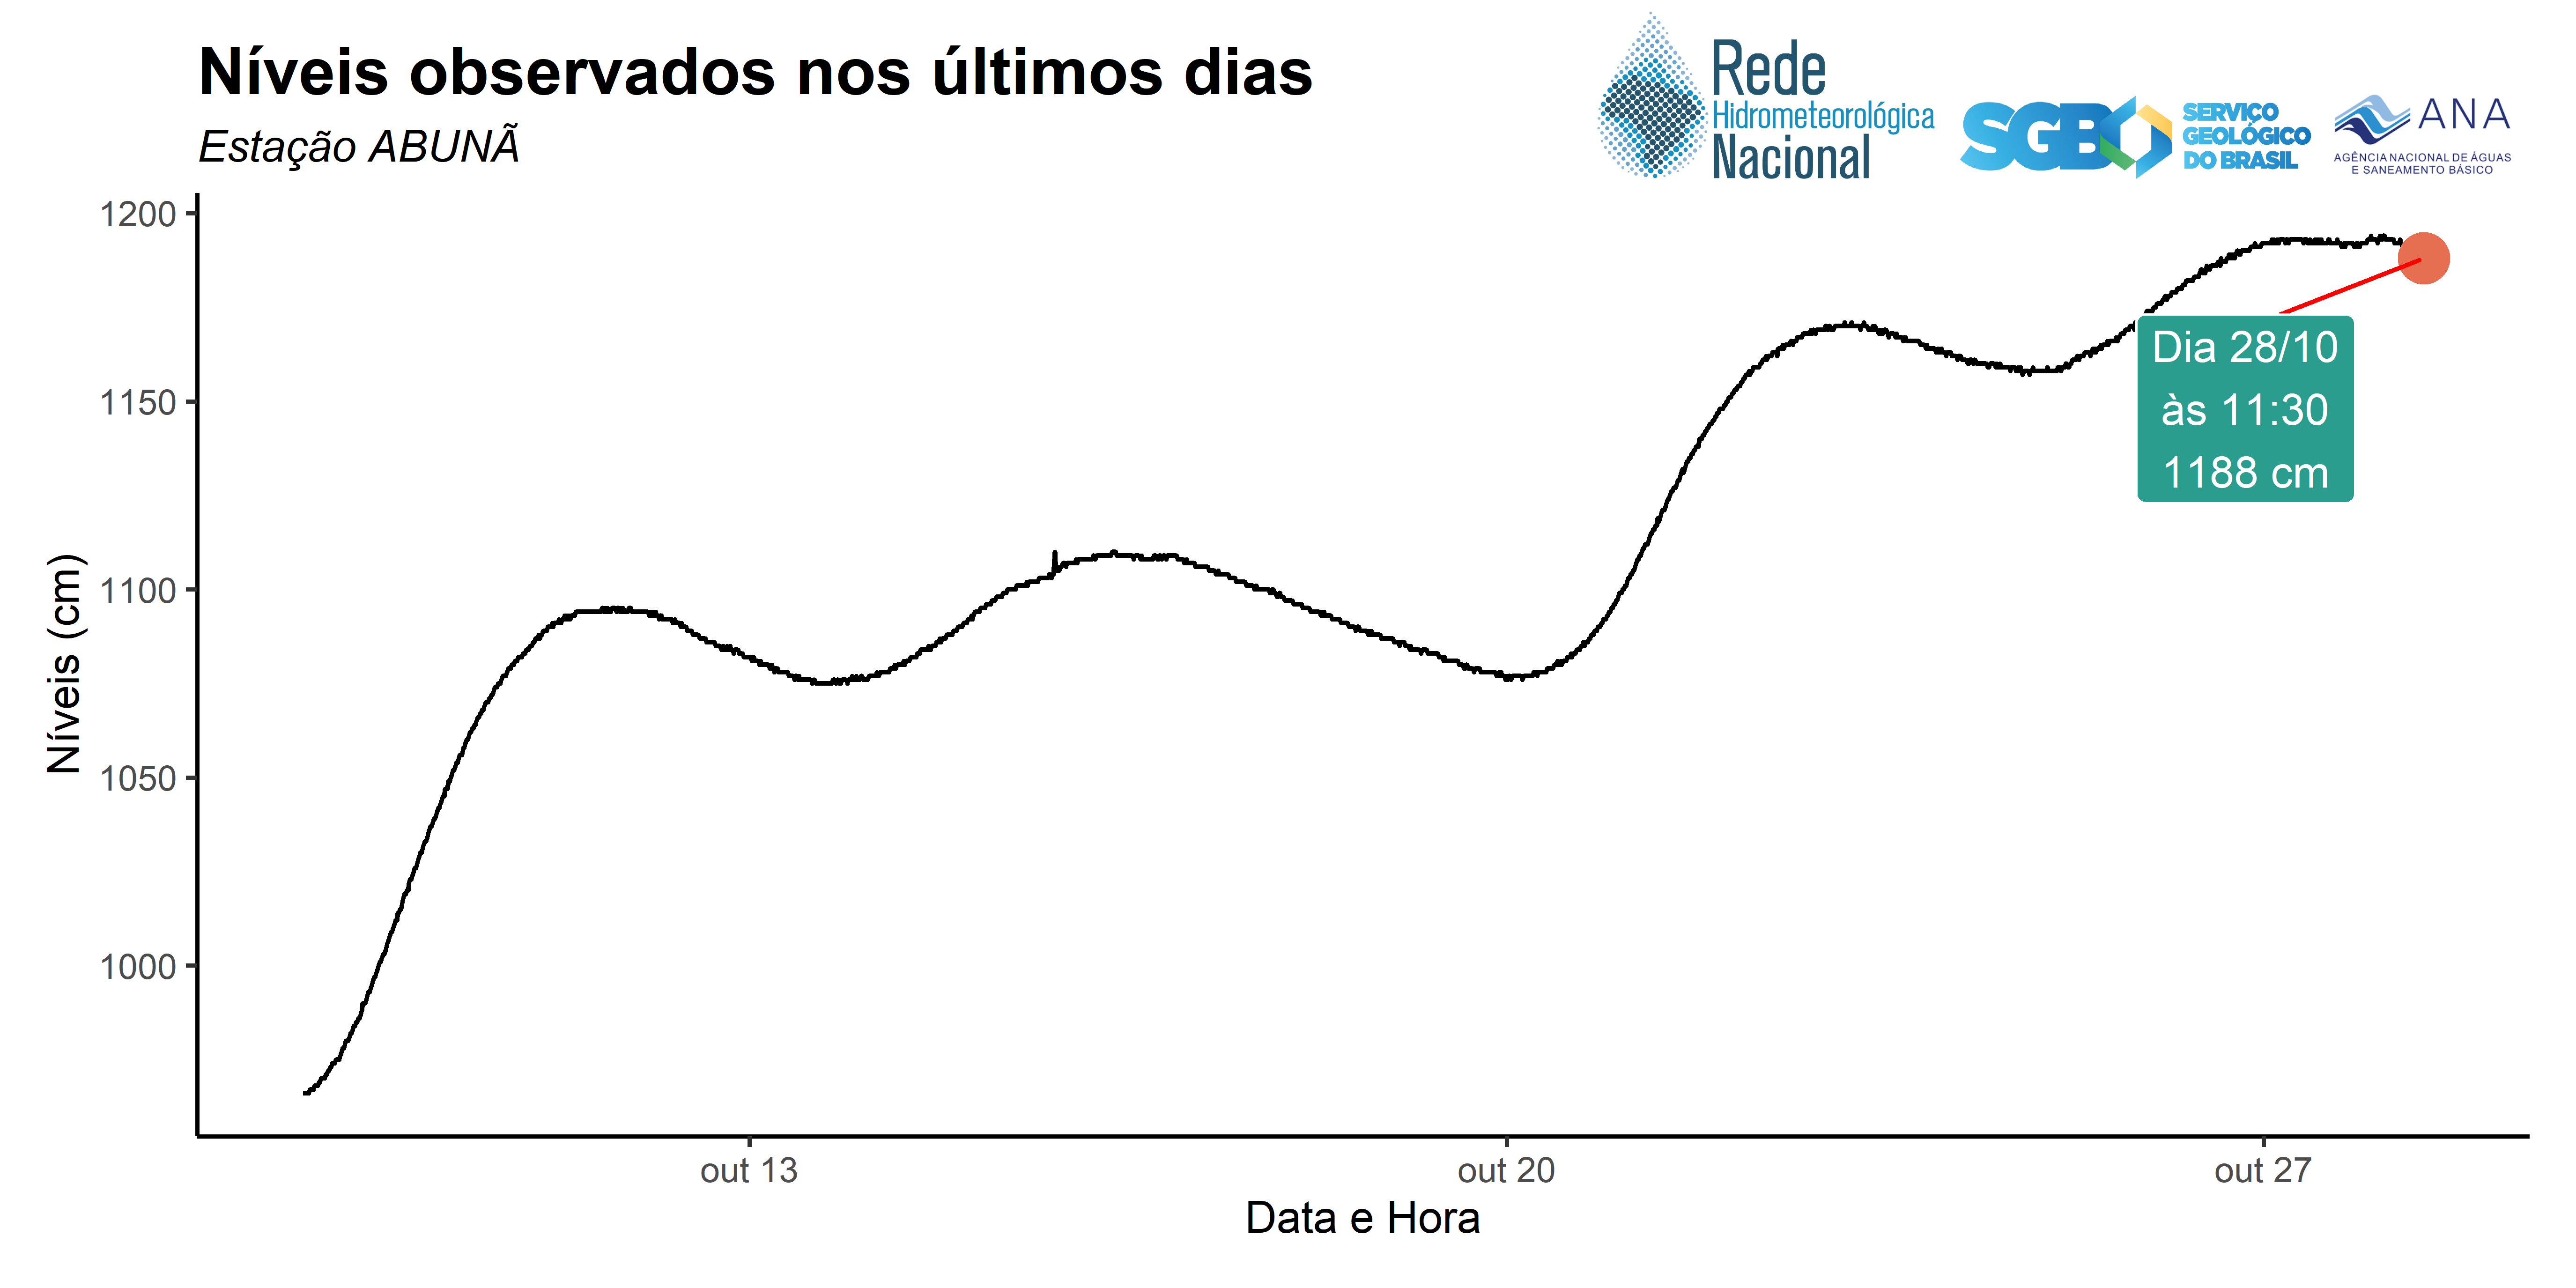 Níveis observados nos últimos dias
Estação ABUNÃ
Rede
Hidrometeorológica
Nacional
SGB
SERVIÇO
GEOLÓGICO
DO BRASIL
ANA
AGÊNCIA NACIONAL DE ÁGUAS
E SANEAMENTO BÁSICO
Níveis (cm)
1200
1150
1100
1050
1000
Dia 28/10
às 11:30
1188 cm
out 13
out 20
out 27
Data e Hora